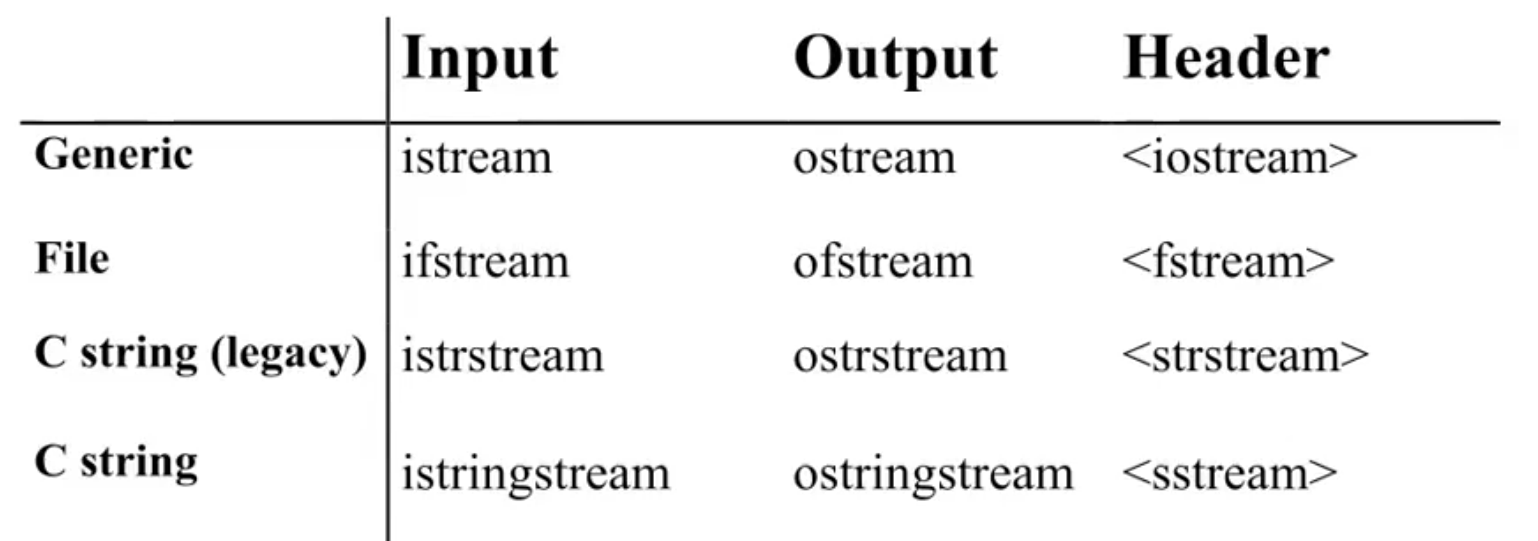 Input Output Header
Generic istream ostream <iostream>
File ifstream ofstream <fstream>
C string (legacy) istrstream ostrstream <strstream>
C string istringstream ostringstream <sstream>